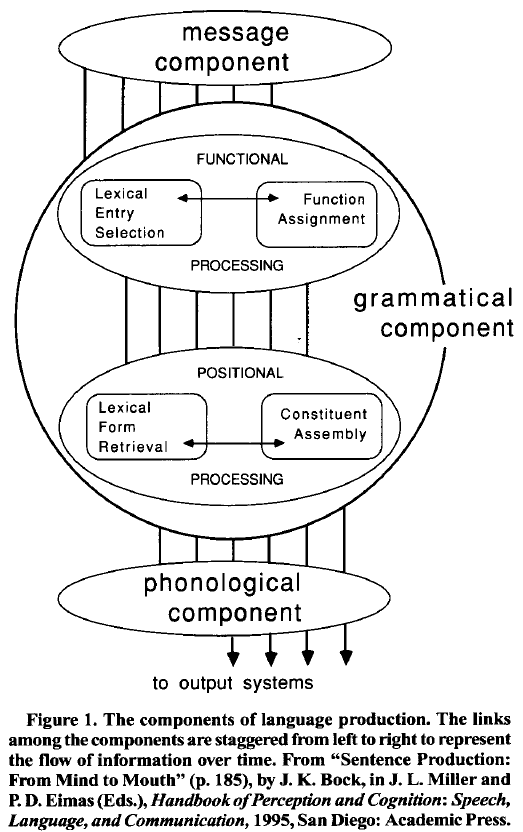 message
component
FUNCTIONAL
Lexical
Entry
Selection
Function
Assignment
PROCESSING
grammatical
component
POSITIONAL
Lexical
Form
Retrieval
Constituent
Assembly
PROCESSING
phonological
component
to output systems
Figure 1. The components of language production. The links
among the components are staggered from left to right to represent
the flow of information over time. From “Sentence Production:
From Mind to Mouth” (p. 185), by J. K. Bock, in J. L. Miller and
P. D. Eimas (Eds.), Handbook of Perception and Cognition: Speech,
Language, and Communication, 1995, San Diego: Academic Press.